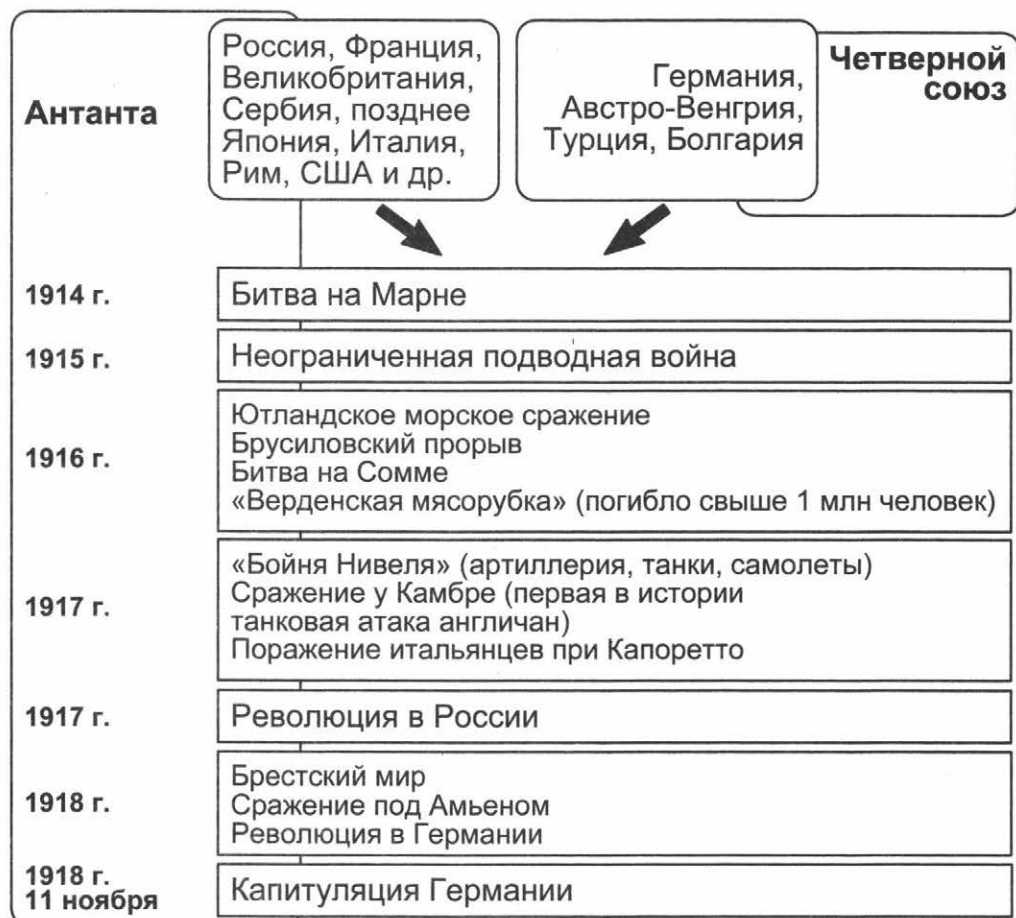 Антанта
Россия, Франция,
Великобритания,
Сербия, позднее
Япония, Италия,
Рим, США и др.
Германия,
Австро-Венгрия,
Турция, Болгария
Четверной
союз
1914 г.
Битва на Марне
1915 г.
Неограниченная подводная война
1916 г.
Ютландское морское сражение
Брусиловский прорыв
Битва на Сомме
«Верденская мясорубка» (погибло свыше 1 млн человек)
1917 г.
«Бойня Нивеля» (артиллерия, танки, самолеты)
Сражение у Камбре (первая в истории
танковая атака англичан)
Поражение итальянцев при Капоретто
1917 г.
Революция в России
1918 г.
Брестский мир
Сражение под Амьеном
Революция в Германии
1918 г.
11 ноября
Капитуляция Германии